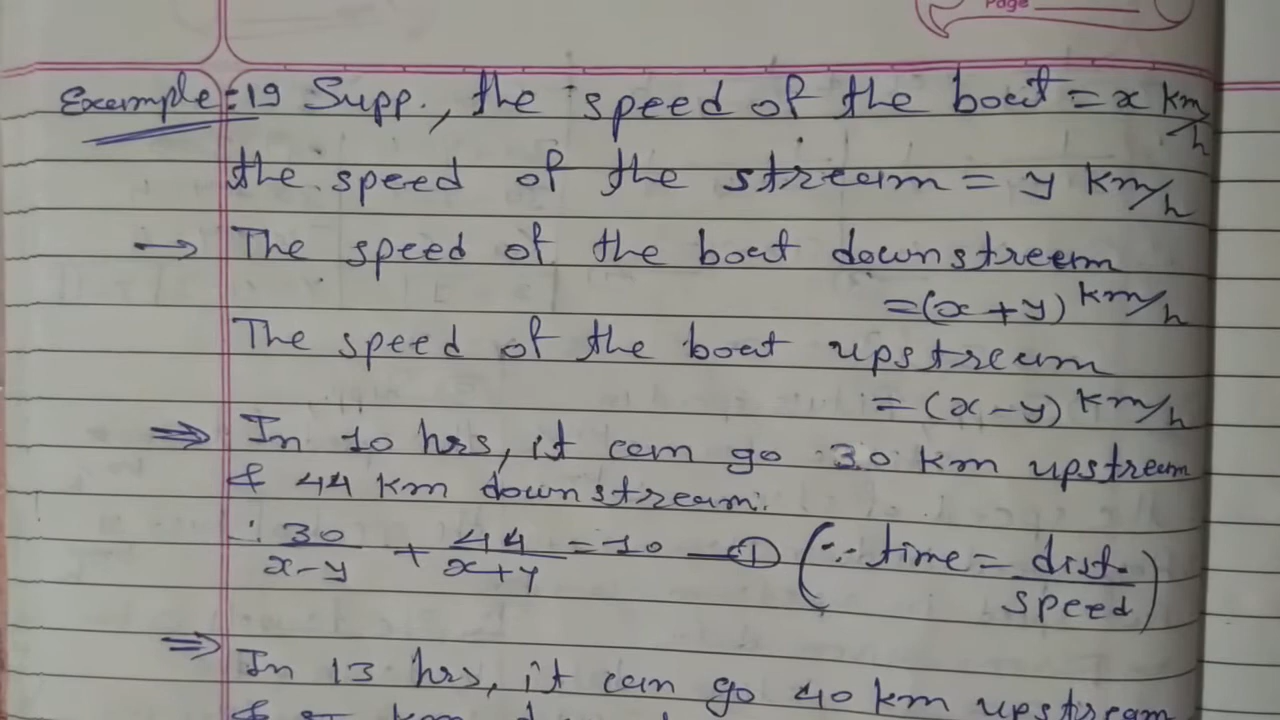 Page
Example:19 Supp., the speed of the boat = x km/h
the speed of the stream = y km/h
→ The speed of the boat downstream
= (x + y) km/h
The speed of the boat upstream
= (x - y) km/h
⇒ In 10 hrs, it can go 30 km upstream
& 44 km downstream.
∴ 30/(x-y) + 44/(x+y) = 10 —① (∵ time = dist./speed)
⇒ In 13 hrs, it can go 40 km upstream
& km